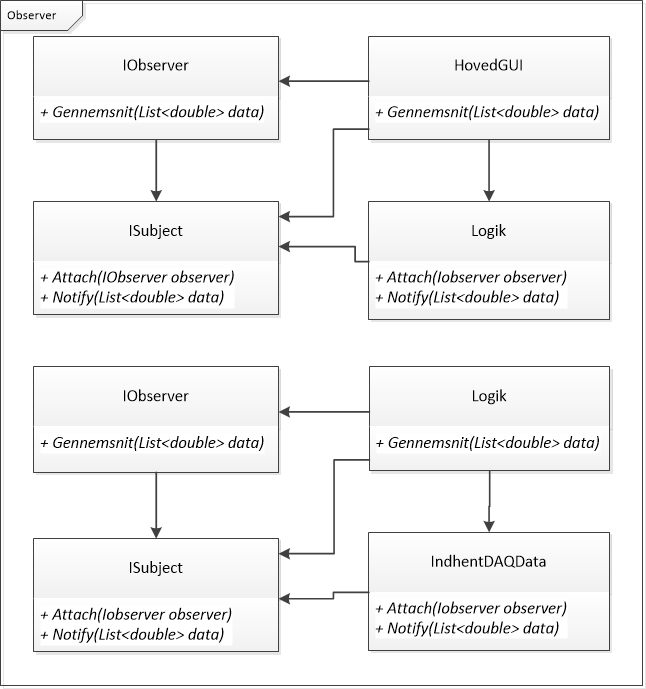 Observer
IObserver
+ Gennemsnit(List<double> data)
HovedGUI
+ Gennemsnit(List<double> data)
ISubject
+ Attach(IObserver observer)
+ Notify(List<double> data)
Logik
+ Attach(Iobserver observer)
+ Notify(List<double> data)
IObserver
+ Gennemsnit(List<double> data)
Logik
+ Gennemsnit(List<double> data)
ISubject
+ Attach(Iobserver observer)
+ Notify(List<double> data)
IndhentDAQData
+ Attach(Iobserver observer)
+ Notify(List<double> data)